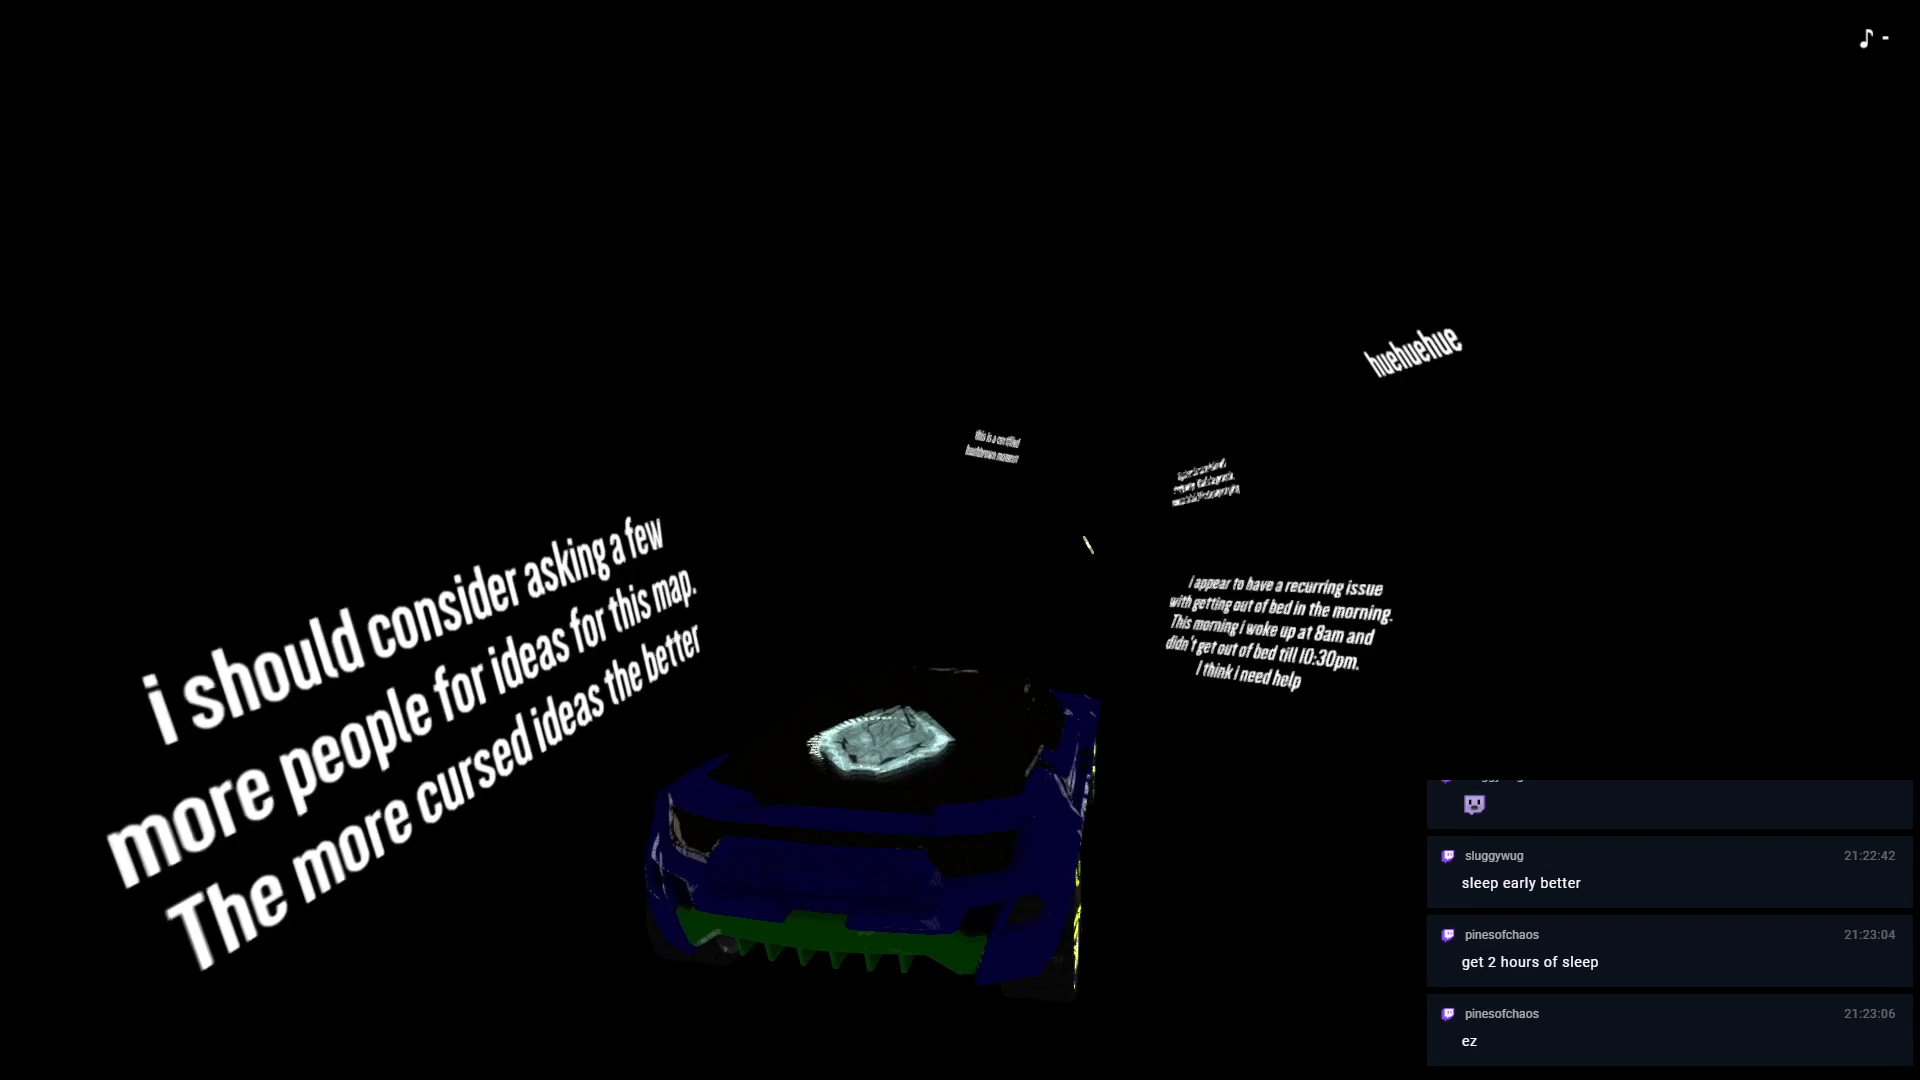 ♪ -
huehuehue
this is a certified
hashbrown moment
i should consider asking a few
more people for ideas for this map.
The more cursed ideas the better
I appear to have a recurring issue
with getting out of bed in the morning.
This morning i woke up at 8am and
didn't get out of bed till 10:30pm.
I think i need help
sluggywug 21:22:42
sleep early better
pinesofchaos 21:23:04
get 2 hours of sleep
pinesofchaos 21:23:06
ez